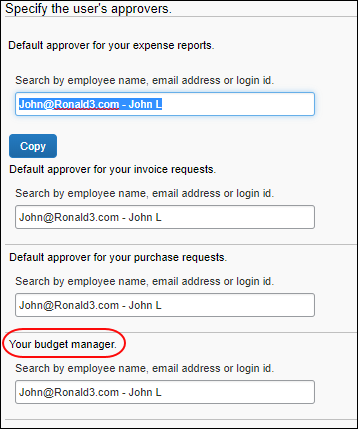 Specify the user's approvers.
Default approver for your expense reports.
Search by employee name, email address or login id.
John@Ronald3.com - John L
Copy
Default approver for your invoice requests.
Search by employee name, email address or login id.
John@Ronald3.com - John L
Default approver for your purchase requests.
Search by employee name, email address or login id.
John@Ronald3.com - John L
Your budget manager.
Search by employee name, email address or login id.
John@Ronald3.com - John L